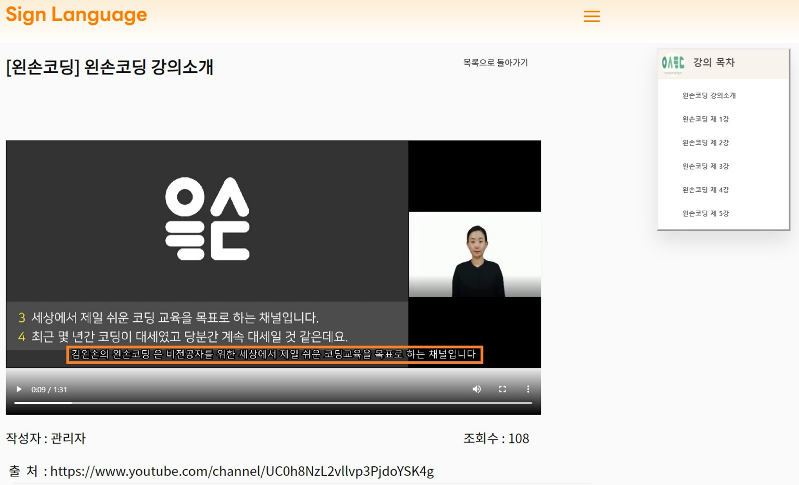 Sign Language
[왼손코딩] 왼손코딩 강의소개
목록으로 돌아가기
3 세상에서 제일 쉬운 코딩 교육을 목표로 하는 채널입니다.
4 최근 몇 년간 코딩이 대세였고 당분간 계속 대세일 것 같은데요.
김왼손의 왼손코딩 은 비전공자를 위한 세상에서 제일 쉬운 코딩교육을 목표로 하는 채널입니다
0:09 / 1:31
작성자 : 관리자
조회수 : 108
출 처 : https://www.youtube.com/channel/UC0h8NzL2vllvp3PjdoYSK4g
강의 목차
왼손코딩 강의소개
왼손코딩 제 1강
왼손코딩 제 2강
왼손코딩 제 3강
왼손코딩 제 4강
왼손코딩 제 5강